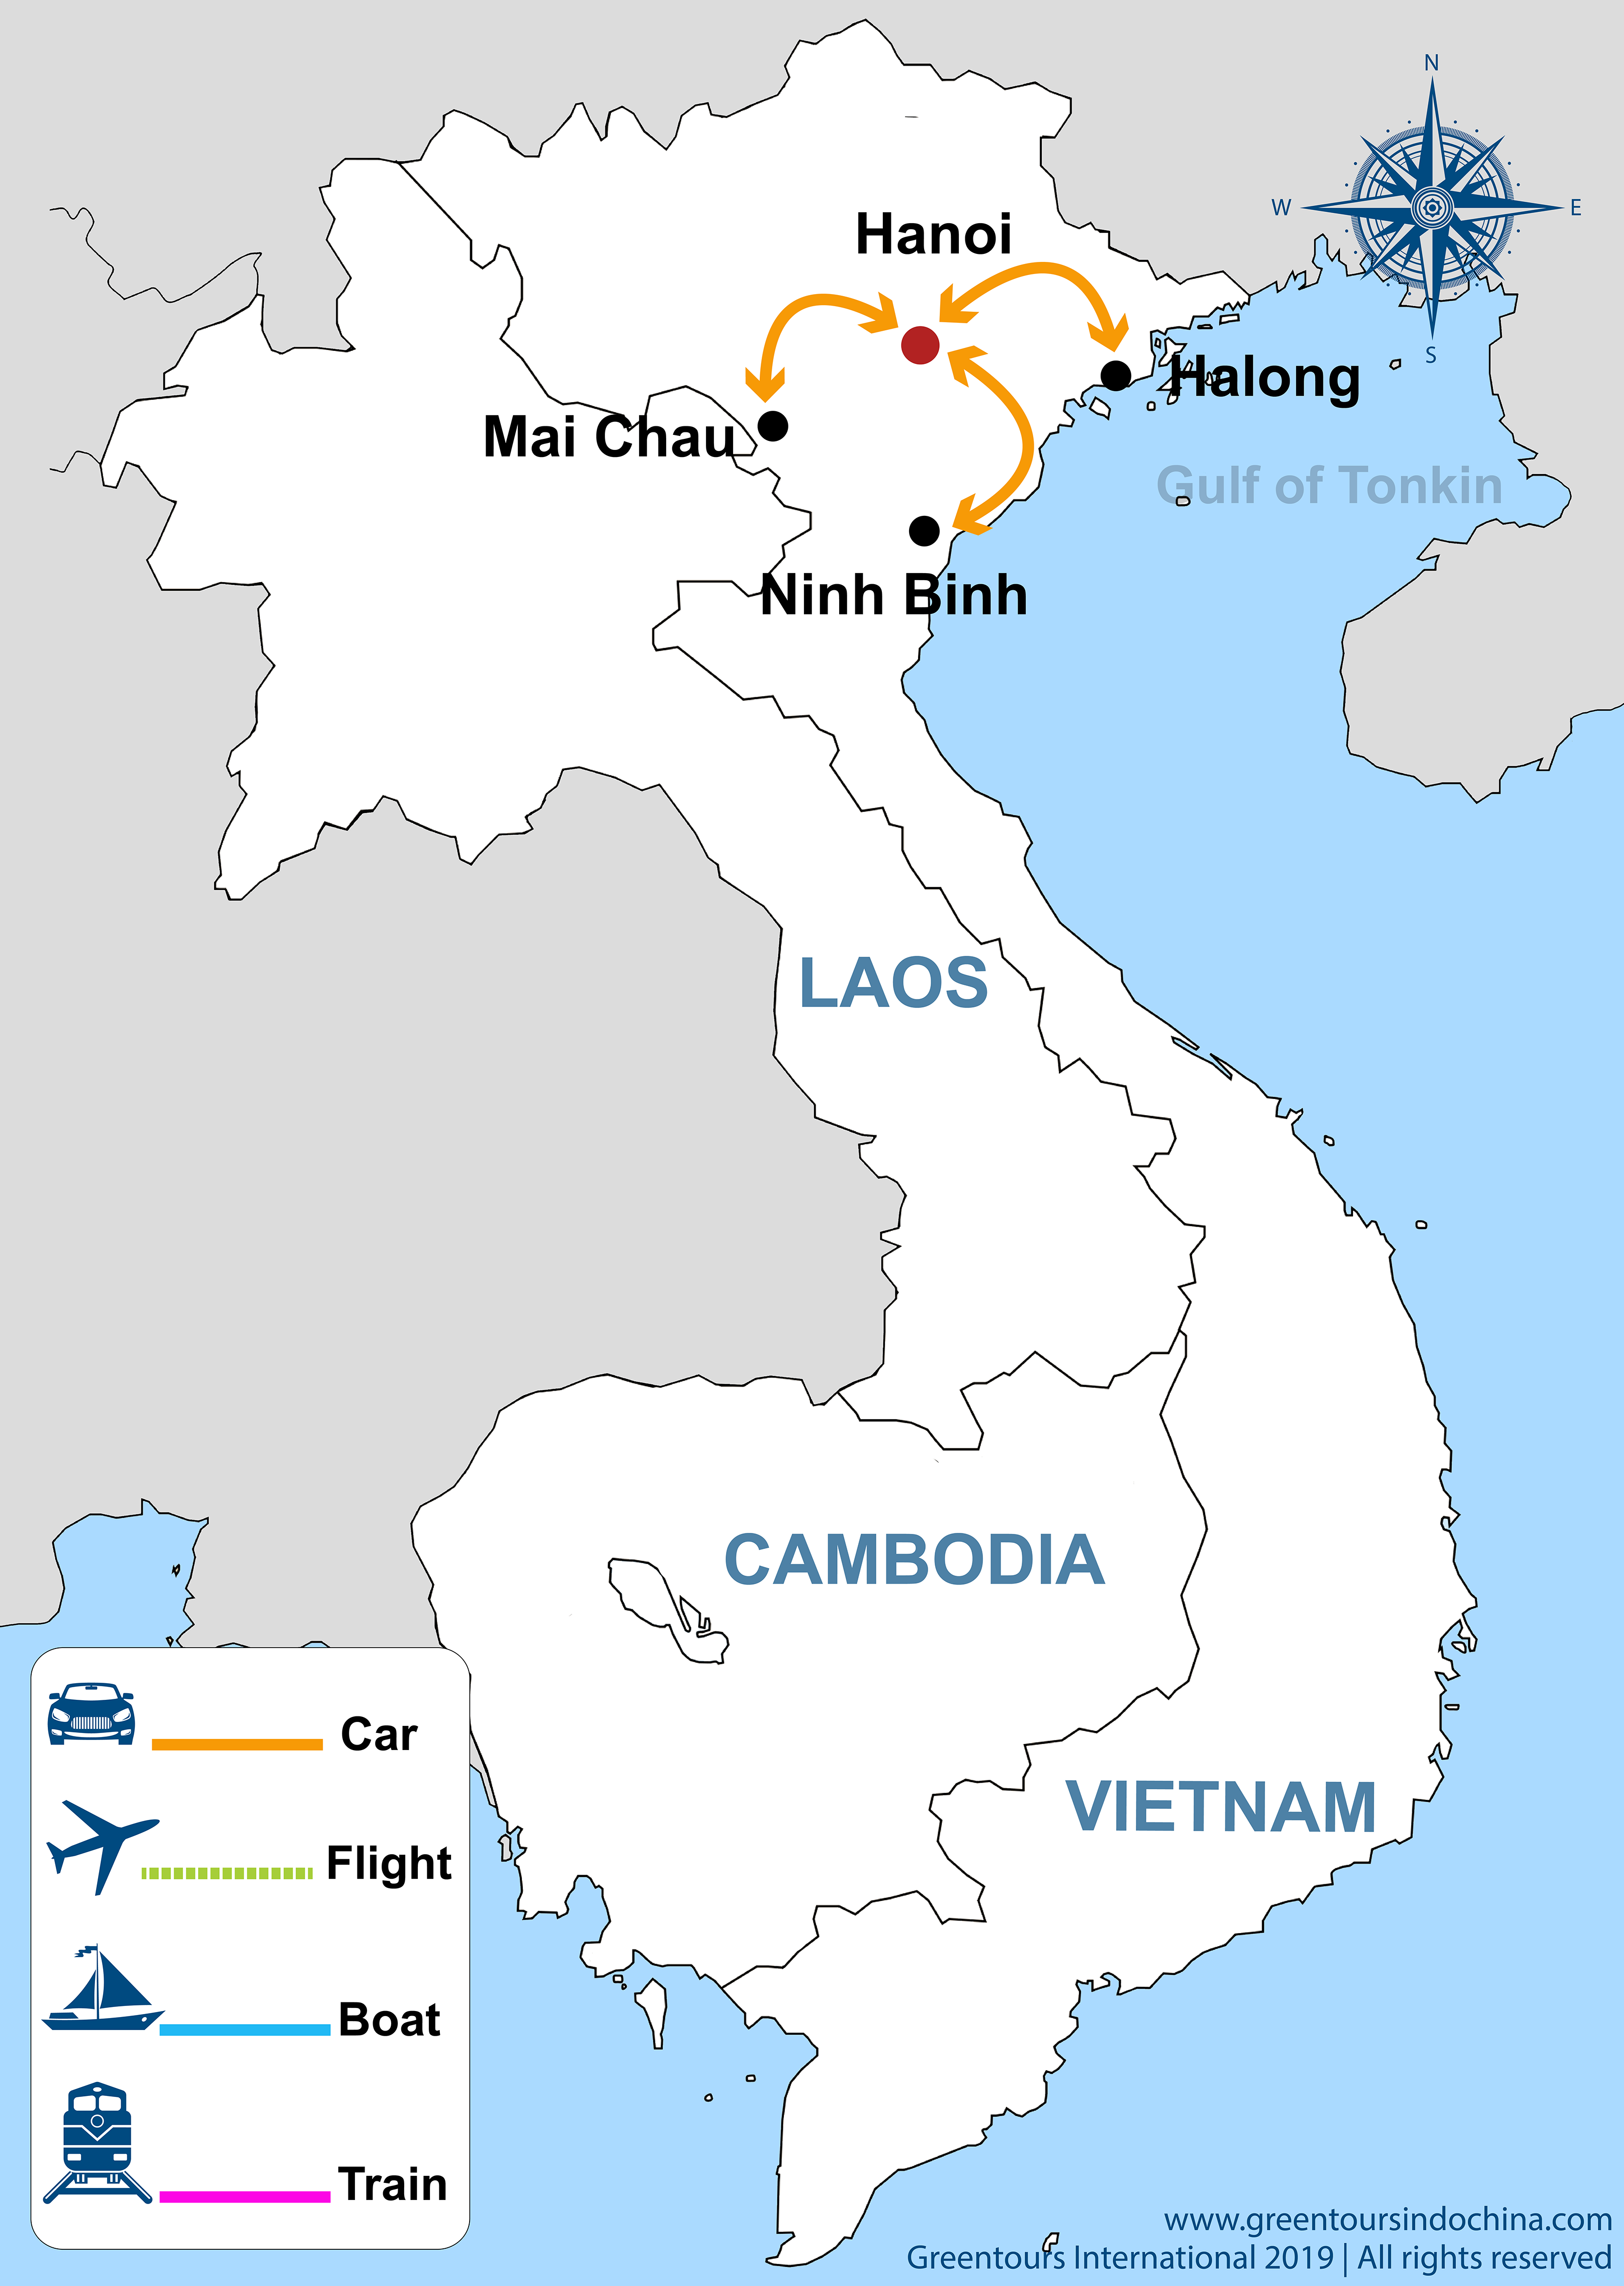 N
W
E
S
Hanoi
Halong
Mai Chau
Gulf of Tonkin
Ninh Binh
LAOS
CAMBODIA
VIETNAM
Car
Flight
Boat
Train
www.greentoursindochina.com
Greentours International 2019 | All rights reserved